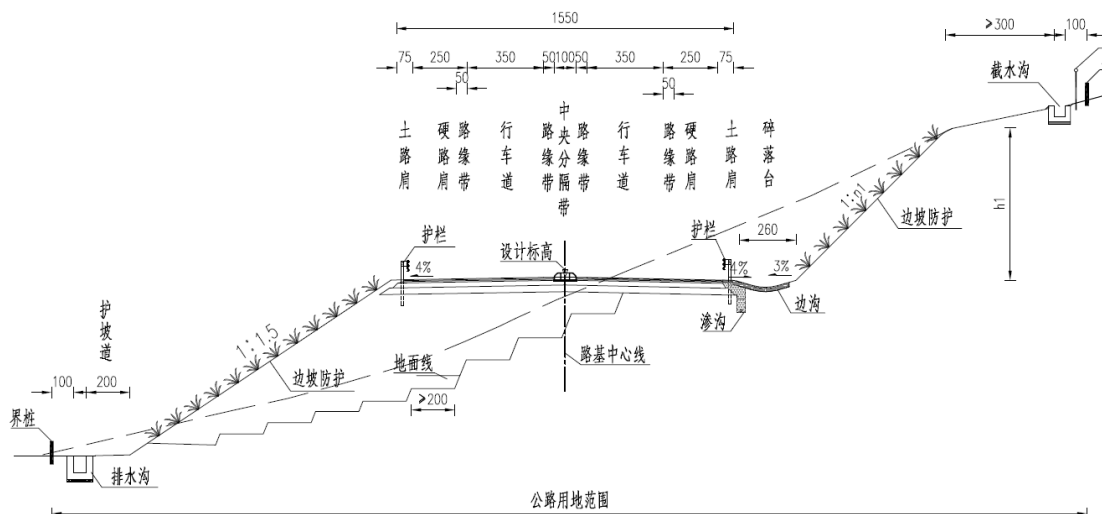 1550
≥300
100
75
250
350
50
100
50
350
250
75
50
50
截水沟
土路肩
硬路肩
路缘带
行车道
路缘带
中央分隔带
路缘带
行车道
路缘带
硬路肩
土路肩
碎落台
1:n1
h1
边坡防护
护栏
设计标高
护栏
260
4%
4%
3%
边沟
渗沟
护坡道
1:1.5
地面线
路基中心线
边坡防护
100
200
≥200
界桩
排水沟
公路用地范围